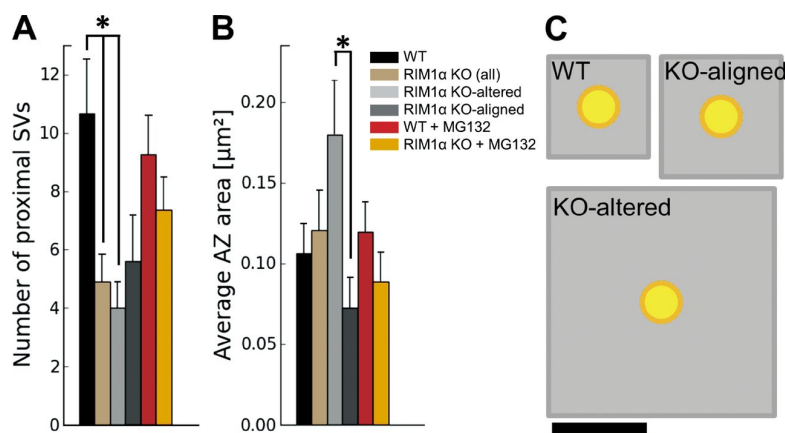 A
B
C
*
*
12
10
8
6
4
2
0
Number of proximal SVs
0.20
0.15
0.10
0.05
0.00
Average AZ area [µm²]
WT
RIM1α KO (all)
RIM1α KO-altered
RIM1α KO-aligned
WT + MG132
RIM1α KO + MG132
WT
KO-aligned
KO-altered